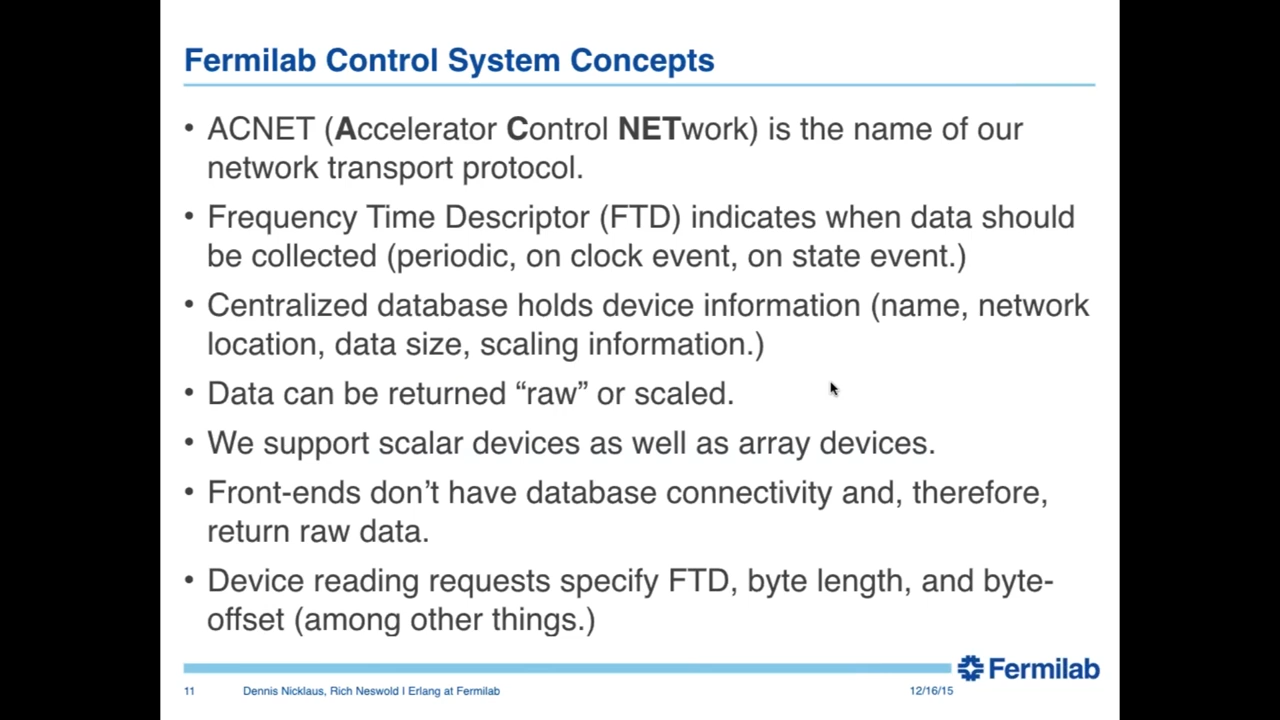 Fermilab Control System Concepts
• ACNET (Accelerator Control NETwork) is the name of our
network transport protocol.
• Frequency Time Descriptor (FTD) indicates when data should
be collected (periodic, on clock event, on state event.)
• Centralized database holds device information (name, network
location, data size, scaling information.)
• Data can be returned “raw” or scaled.
• We support scalar devices as well as array devices.
• Front-ends don’t have database connectivity and, therefore,
return raw data.
• Device reading requests specify FTD, byte length, and byte-
offset (among other things.)
Fermilab
11 Dennis Nicklaus, Rich Neswold I Erlang at Fermilab 12/16/15